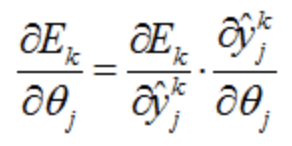 ∂E_k/∂θ_j = ∂E_k/∂ŷ_j^k · ∂ŷ_j^k/∂θ_j